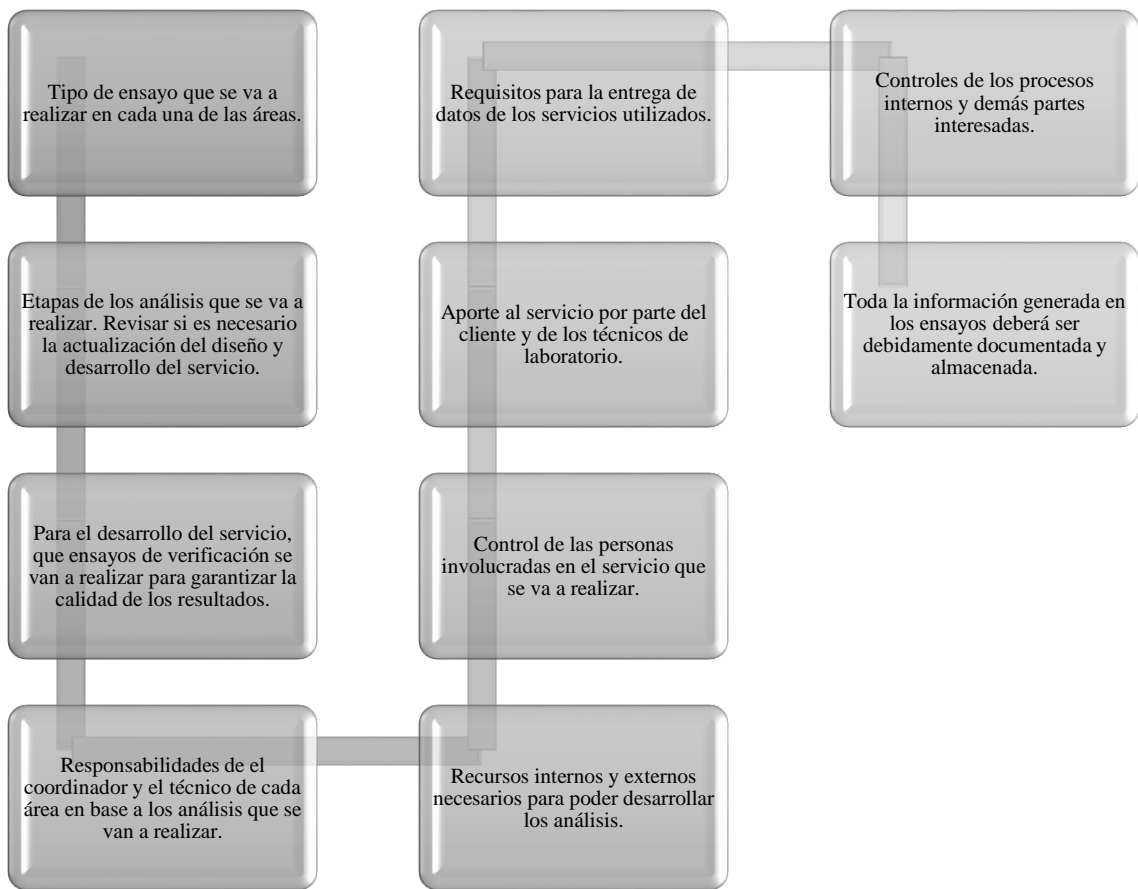 Tipo de ensayo que se va a
realizar en cada una de las áreas.
Etapas de los análisis que se va a
realizar. Revisar si es necesario
la actualización del diseño y
desarrollo del servicio.
Para el desarrollo del servicio,
que ensayos de verificación se
van a realizar para garantizar la
calidad de los resultados.
Responsabilidades de el
coordinador y el técnico de cada
área en base a los análisis que se
van a realizar.
Recursos internos y externos
necesarios para poder desarrollar
los análisis.
Control de las personas
involucradas en el servicio que
se va a realizar.
Aporte al servicio por parte del
cliente y de los técnicos de
laboratorio.
Requisitos para la entrega de
datos de los servicios utilizados.
Controles de los procesos
internos y demás partes
interesadas.
Toda la información generada en
los ensayos deberá ser
debidamente documentada y
almacenada.